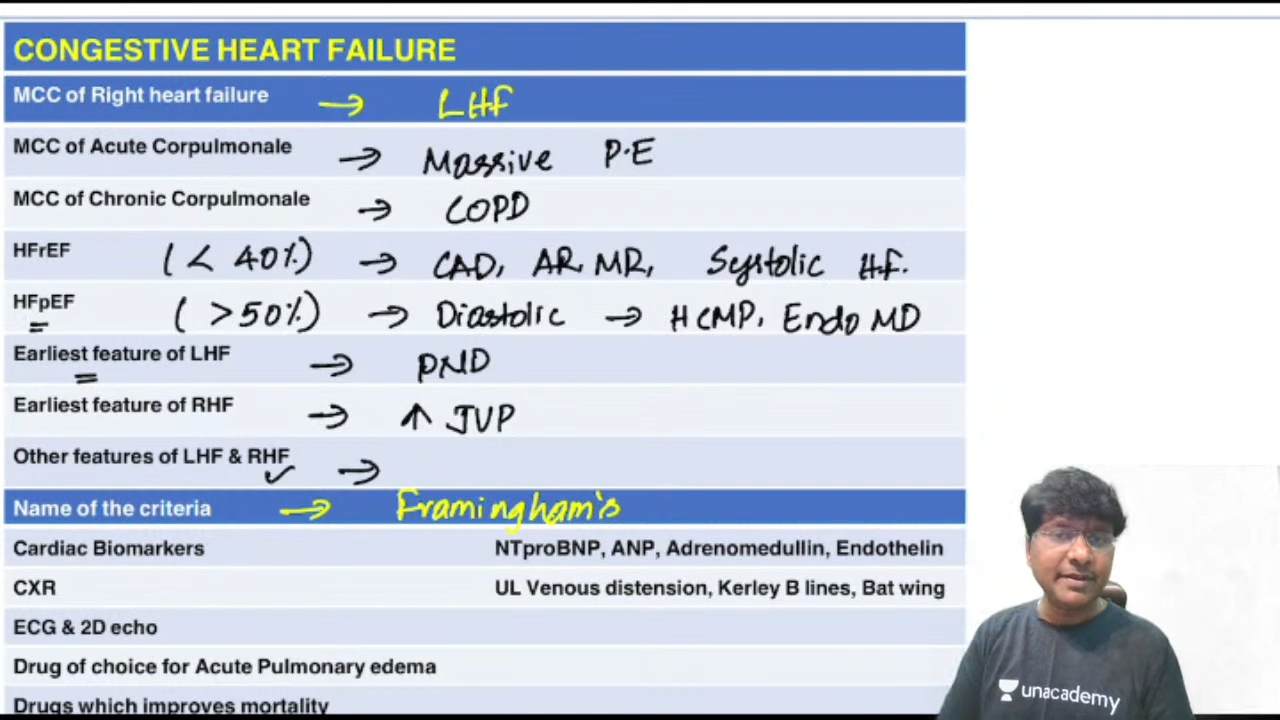 CONGESTIVE HEART FAILURE
MCC of Right heart failure → LHF
MCC of Acute Corpulmonale → Massive P.E
MCC of Chronic Corpulmonale → COPD
HFrEF (< 40%) → CAD, AR, MR, Systolic H.f.
HFpEF (>50%) → Diastolic → HCMP, Endo MD
Earliest feature of LHF → PND
Earliest feature of RHF → ↑ JVP
Other features of LHF & RHF →
Name of the criteria → Framingham's
Cardiac Biomarkers NTproBNP, ANP, Adrenomedullin, Endothelin
CXR UL Venous distension, Kerley B lines, Bat wing
ECG & 2D echo
Drug of choice for Acute Pulmonary edema
Drugs which improves mortality
unacademy